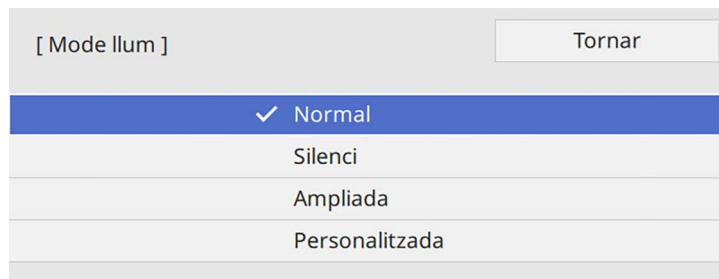 [ Mode llum ]
Tornar
Normal
Silenci
Ampliada
Personalitzada